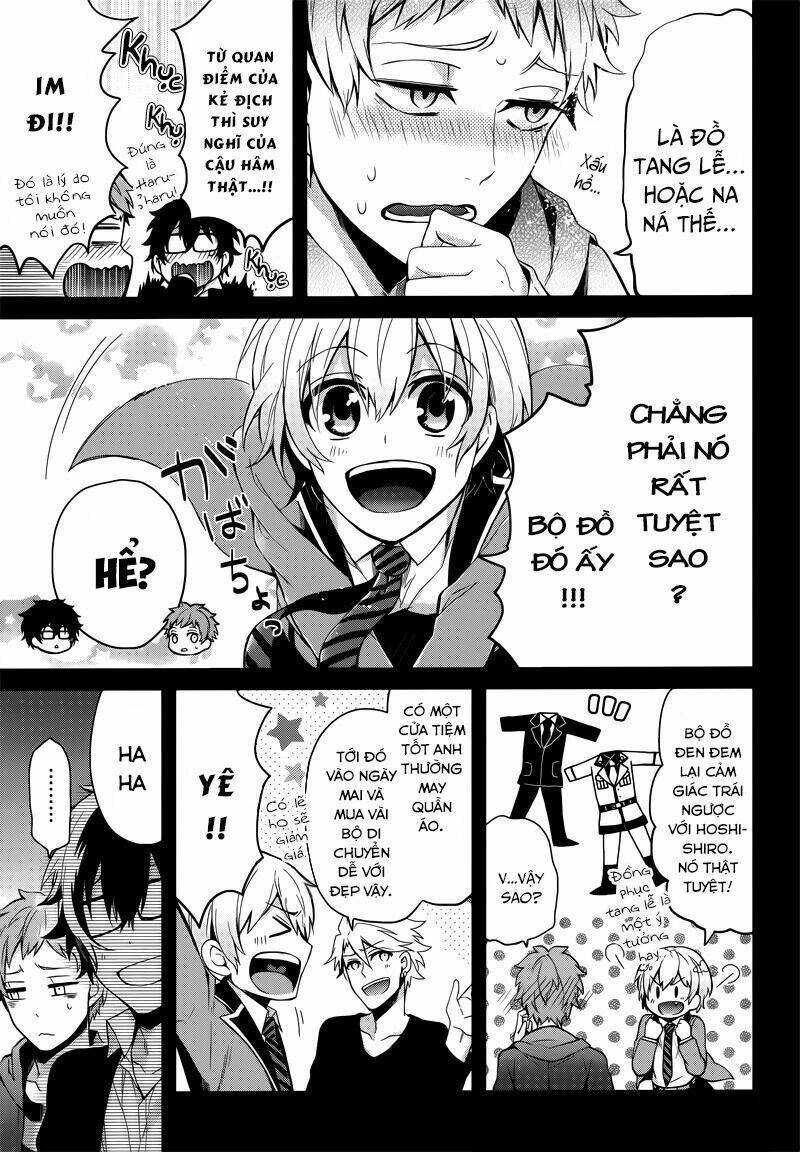 LÀ ĐỒ
TANG LỄ...
HOẶC NA
NÁ THẾ...
Xấu
hổ...
TỪ QUAN
ĐIỂM CỦA
KẺ ĐỊCH
THÌ SUY
NGHĨ CỦA
CẬU HÂM
THẬT...!!
Khục
Khụ
Khục
Đúng
là
Haru-
haru!
IM
ĐI!!
Đó là lý do
tôi không
muốn
nói đó!
CHẲNG
PHẢI NÓ
RẤT
TUYỆT
SAO
?
BỘ ĐỒ
ĐÓ ẤY
!!!
がばちょっ
HỂ?
BỘ ĐỒ
ĐEN ĐEM
LẠI CẢM
GIÁC TRÁI
NGƯỢC
VỚI HOSHI-
SHIRO.
NÓ THẬT
TUYỆT!
V...VẬY
SAO?
Đồng
phục
tang lễ là
một ý
tưởng
hay
?
?
CÓ MỘT
CỬA TIỆM
TỐT ANH
THƯỜNG
MAY
QUẦN
ÁO.
TỚI ĐÓ
VÀO NGÀY
MAI VÀ
MUA VÀI
BỘ DI
CHUYỂN
DỄ VỚI
ĐẸP VẬY.
Có lẽ
họ sẽ
giảm
giá.
YÊ
!!
HA
HA
.........